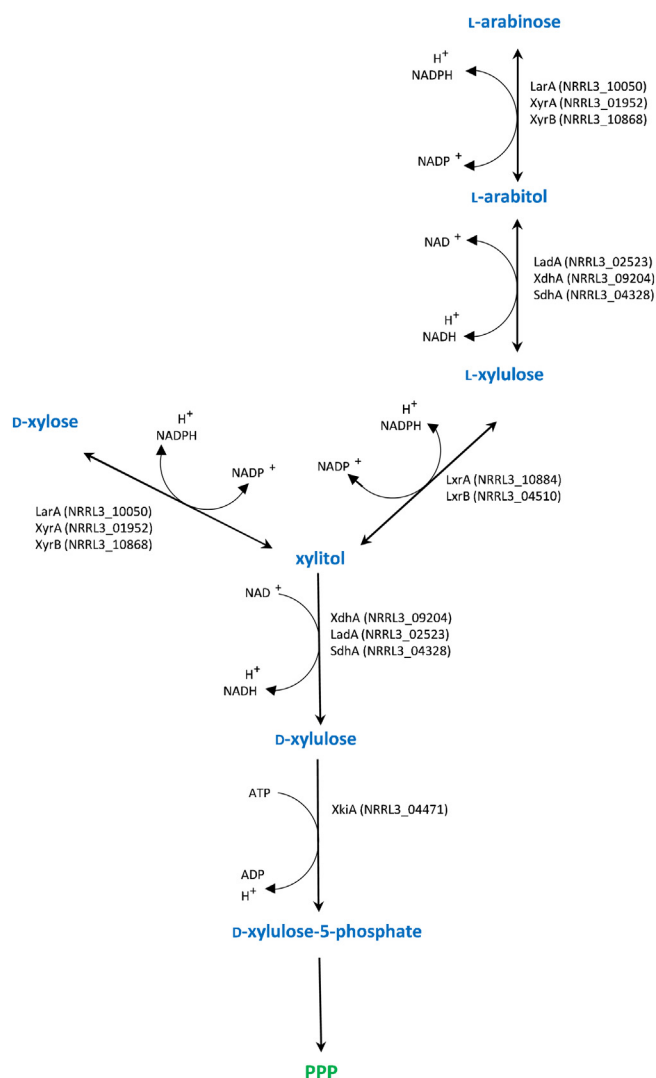 L-arabinose
H+
NADPH
LarA (NRRL3_10050)
XyrA (NRRL3_01952)
XyrB (NRRL3_10868)
NADP +
L-arabitol
NAD +
LadA (NRRL3_02523)
XdhA (NRRL3_09204)
SdhA (NRRL3_04328)
H+
NADH
L-xylulose
D-xylose
H+
NADPH
NADP +
LarA (NRRL3_10050)
XyrA (NRRL3_01952)
XyrB (NRRL3_10868)
H+
NADPH
NADP +
LxrA (NRRL3_10884)
LxrB (NRRL3_04510)
xylitol
NAD +
XdhA (NRRL3_09204)
LadA (NRRL3_02523)
SdhA (NRRL3_04328)
H+
NADH
D-xylulose
ATP
XkiA (NRRL3_04471)
ADP
H+
D-xylulose-5-phosphate
PPP